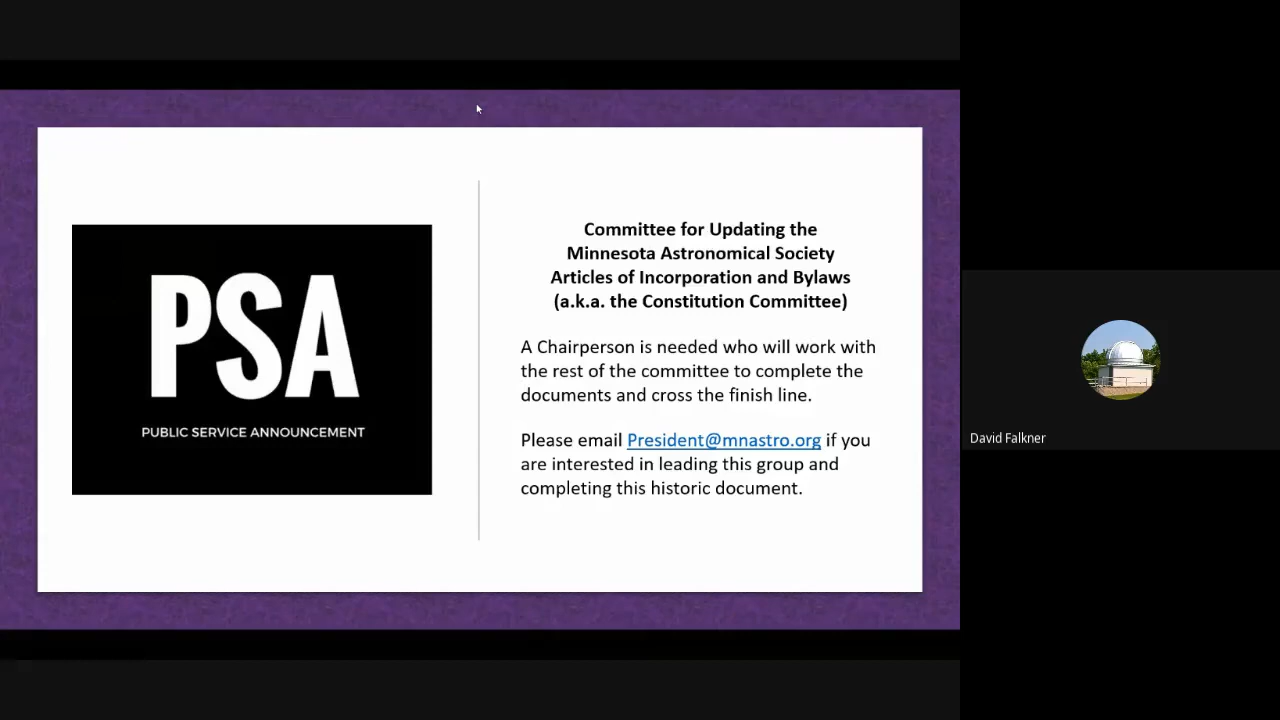 PSA
PUBLIC SERVICE ANNOUNCEMENT
Committee for Updating the
Minnesota Astronomical Society
Articles of Incorporation and Bylaws
(a.k.a. the Constitution Committee)
A Chairperson is needed who will work with
the rest of the committee to complete the
documents and cross the finish line.
Please email President@mnastro.org if you
are interested in leading this group and
completing this historic document.
David Falkner